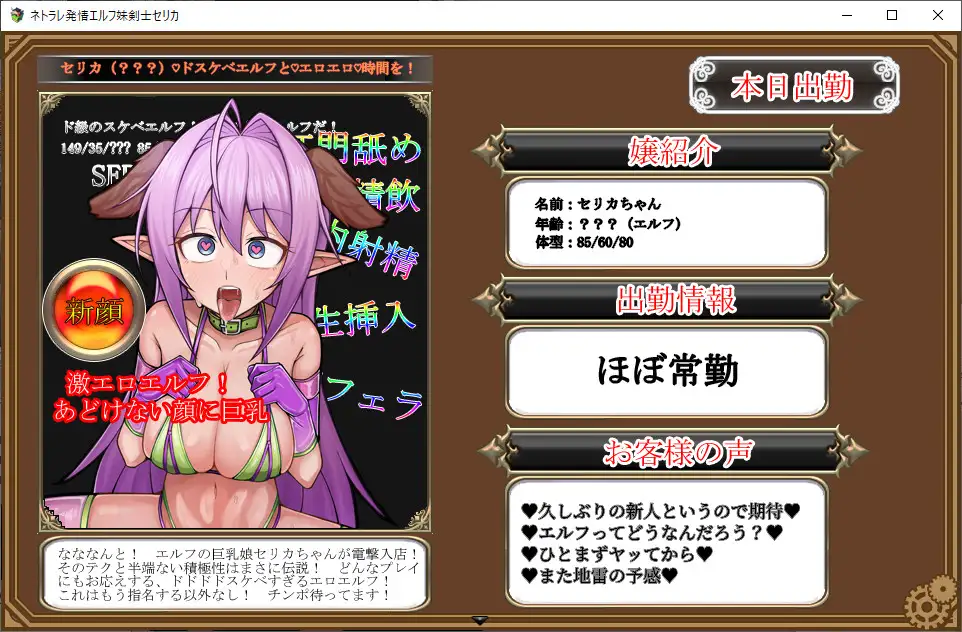 ネトラレ発情エルフ妹剣士セリカ
セリカ（？？？）♡ドスケベエルフと♡エロエロ♡時間を！
本日出勤
ド級のスケベエルフ
ルフだ！
149/35/??? 85
門舐め
精飲
内射精
生挿入
フェラ
新顔
激エロエルフ！
あどけない顔に巨乳
なななんと！　エルフの巨乳娘セリカちゃんが電撃入店！
そのテクと半端ない積極性はまさに伝説！　どんなプレイ
にもお応えする、ドドドドスケベすぎるエロエルフ！
これはもう指名する以外なし！　チンポ待ってます！
嬢紹介
名前：セリカちゃん
年齢：？？？（エルフ）
体型：85/60/80
出勤情報
ほぼ常勤
お客様の声
♥久しぶりの新人というので期待♥
♥エルフってどうなんだろう？♥
♥ひとまずヤッてから♥
♥また地雷の予感♥